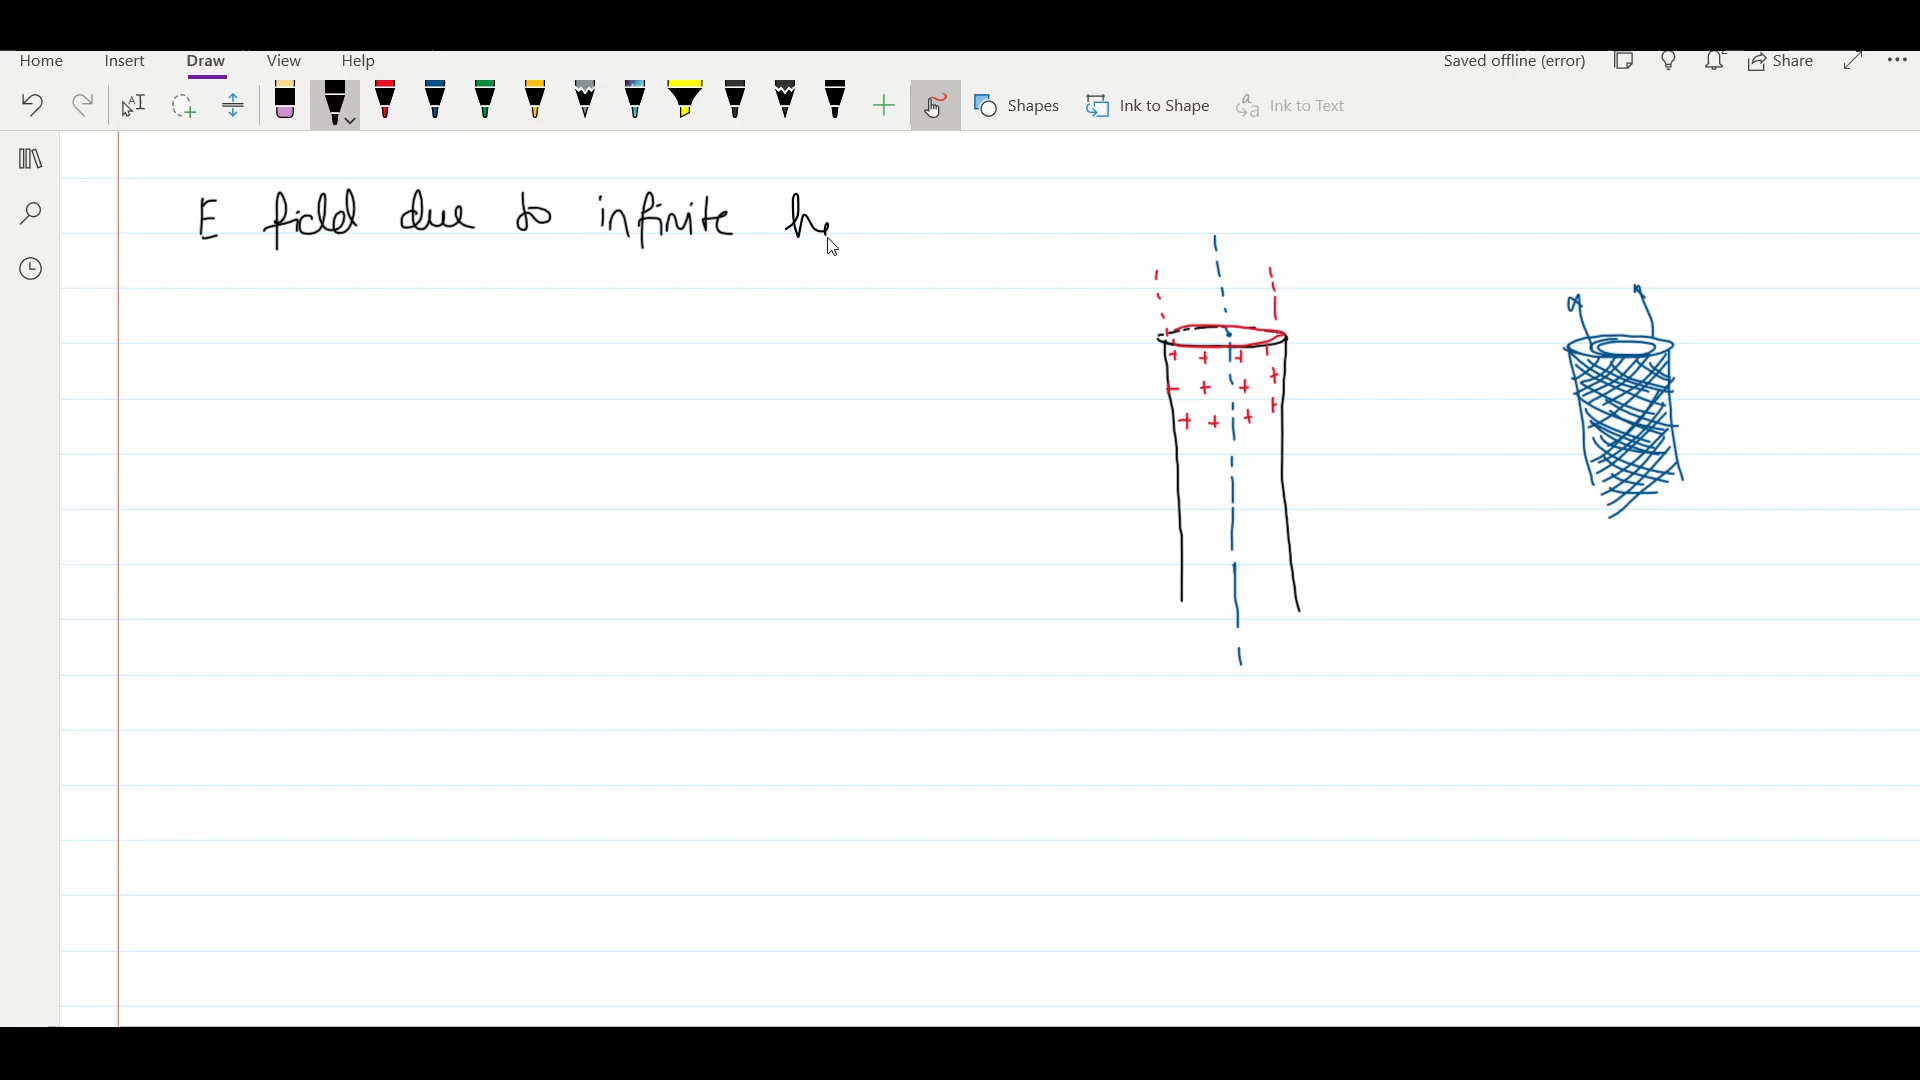 Home Insert Draw View Help Saved offline (error) Share
Shapes Ink to Shape Ink to Text
E field due to infinite ho